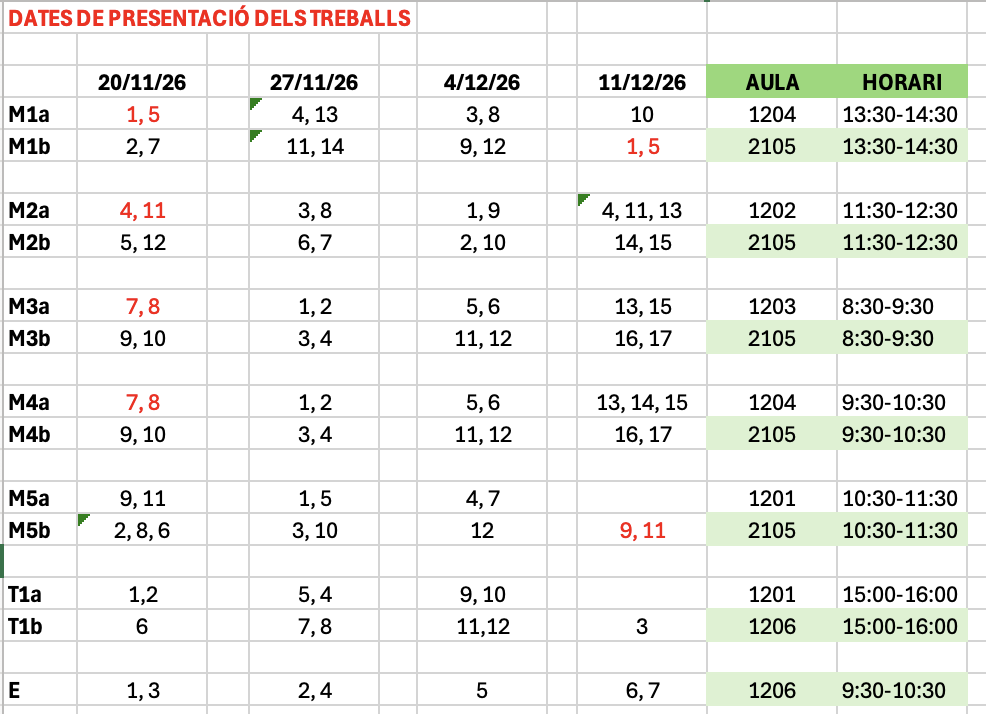 DATES DE PRESENTACIÓ DELS TREBALLS
20/11/26 27/11/26 4/12/26 11/12/26 AULA HORARI
M1a 1, 5 4, 13 3, 8 10 1204 13:30-14:30
M1b 2, 7 11, 14 9, 12 1, 5 2105 13:30-14:30
M2a 4, 11 3, 8 1, 9 4, 11, 13 1202 11:30-12:30
M2b 5, 12 6, 7 2, 10 14, 15 2105 11:30-12:30
M3a 7, 8 1, 2 5, 6 13, 15 1203 8:30-9:30
M3b 9, 10 3, 4 11, 12 16, 17 2105 8:30-9:30
M4a 7, 8 1, 2 5, 6 13, 14, 15 1204 9:30-10:30
M4b 9, 10 3, 4 11, 12 16, 17 2105 9:30-10:30
M5a 9, 11 1, 5 4, 7 1201 10:30-11:30
M5b 2, 8, 6 3, 10 12 9, 11 2105 10:30-11:30
T1a 1,2 5, 4 9, 10 1201 15:00-16:00
T1b 6 7, 8 11,12 3 1206 15:00-16:00
E 1, 3 2, 4 5 6, 7 1206 9:30-10:30